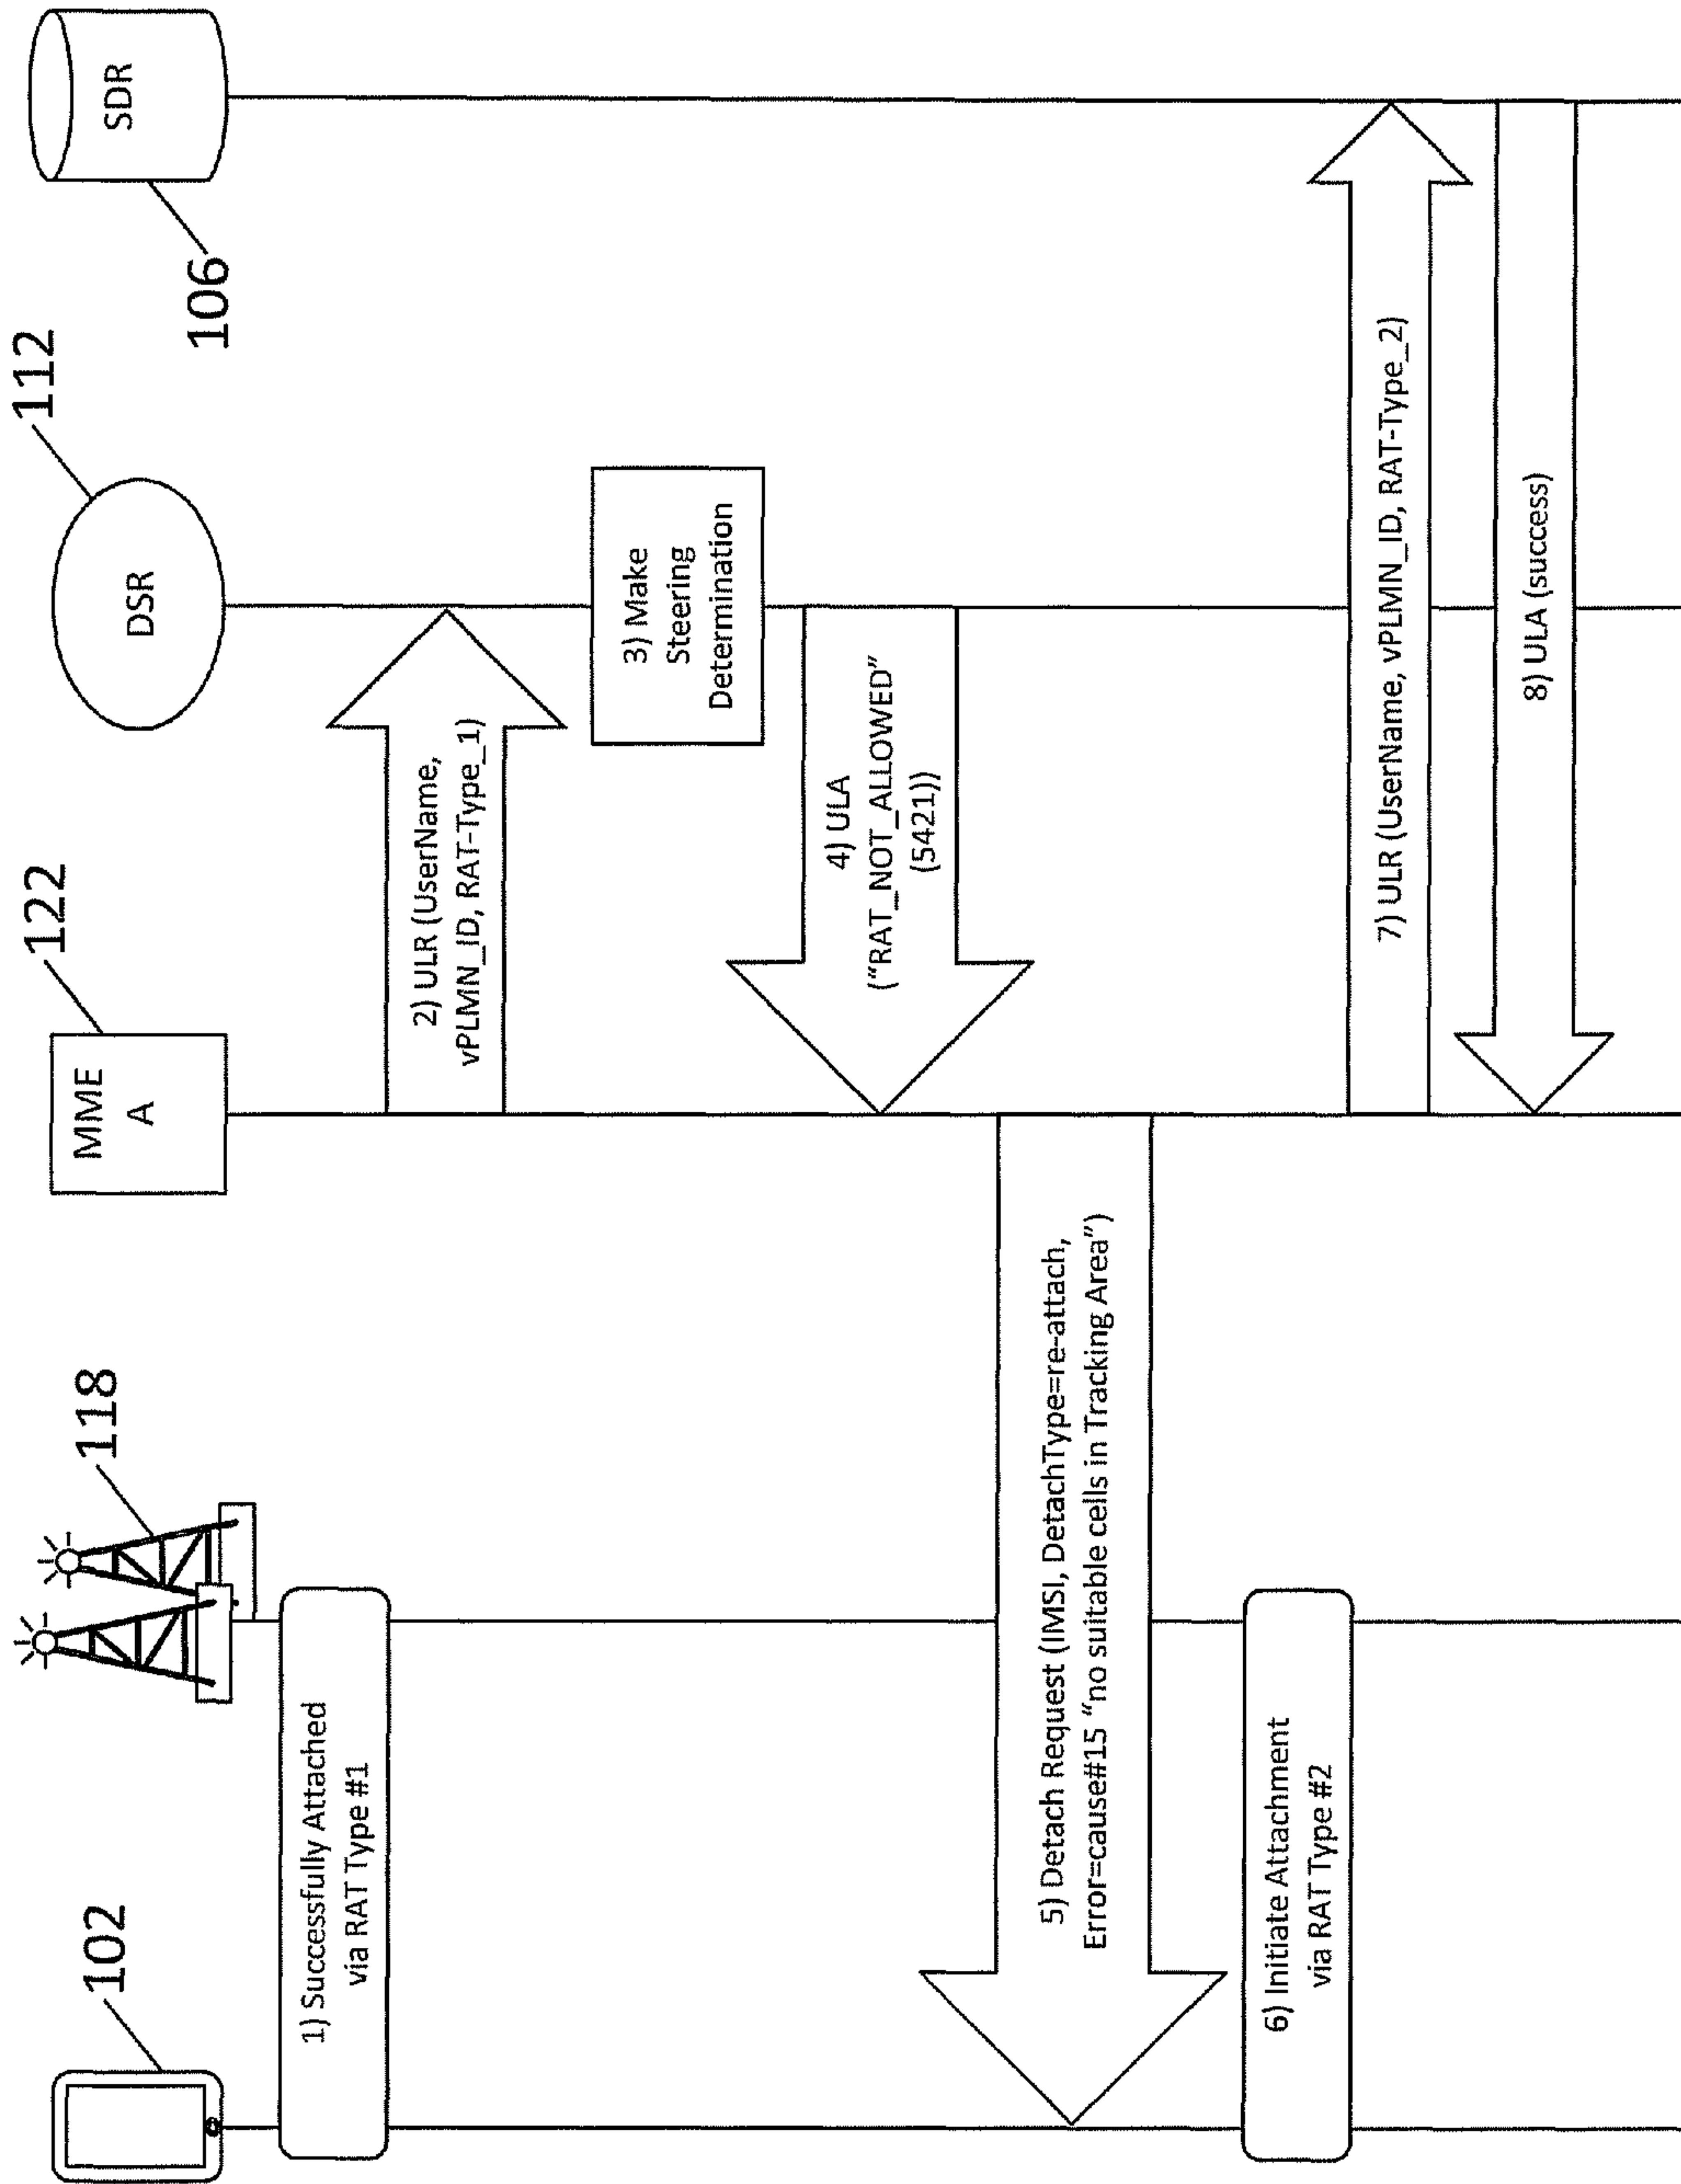 102
118
MME
A
122
DSR
112
SDR
106
1) Successfully Attached
via RAT Type #1
2) ULR (UserName,
vPLMN_ID, RAT-Type_1)
3) Make
Steering
Determination
4) ULA
(“RAT_NOT_ALLOWED”
(5421))
5) Detach Request (IMSI, DetachType=re-attach,
Error=cause#15 “no suitable cells in Tracking Area”)
6) Initiate Attachment
via RAT Type #2
7) ULR (UserName, vPLMN_ID, RAT-Type_2)
8) ULA (success)